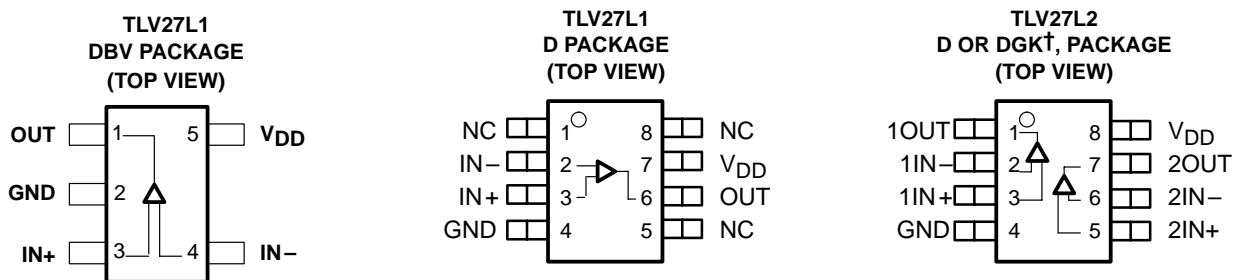 TLV27L1
DBV PACKAGE
(TOP VIEW)
OUT 1 5 VDD
GND 2
IN+ 3 4 IN−
TLV27L1
D PACKAGE
(TOP VIEW)
NC 1 8 NC
IN− 2 7 VDD
IN+ 3 6 OUT
GND 4 5 NC
TLV27L2
D OR DGK†, PACKAGE
(TOP VIEW)
1OUT 1 8 VDD
1IN− 2 7 2OUT
1IN+ 3 6 2IN−
GND 4 5 2IN+